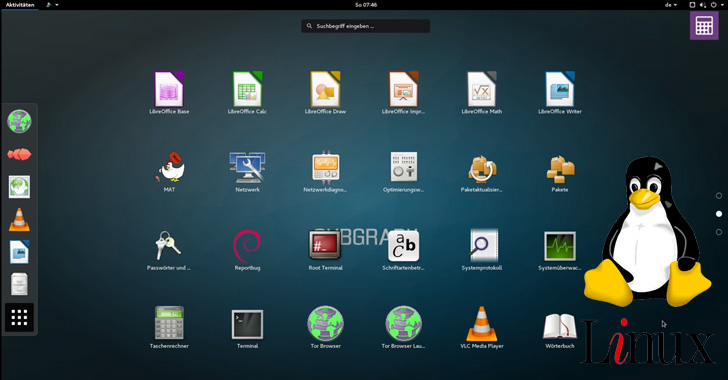 Aktivitäten
So 07:46
de
Suchbegriff eingeben ...
LibreOffice Base
LibreOffice Calc
LibreOffice Draw
LibreOffice Impr...
LibreOffice Math
LibreOffice Writer
MAT
Netzwerk
Netzwerkdiagno...
Optimierungsw...
Paketaktualisier...
Pakete
SUBGRAPH
Passwörter und ...
Reportbug
Root Terminal
Schriftartenbetr...
Systemprotokoll
Systemüberwac...
Taschenrechner
Terminal
Tor Browser
Tor Browser Lau...
VLC Media Player
Wörterbuch
Linux